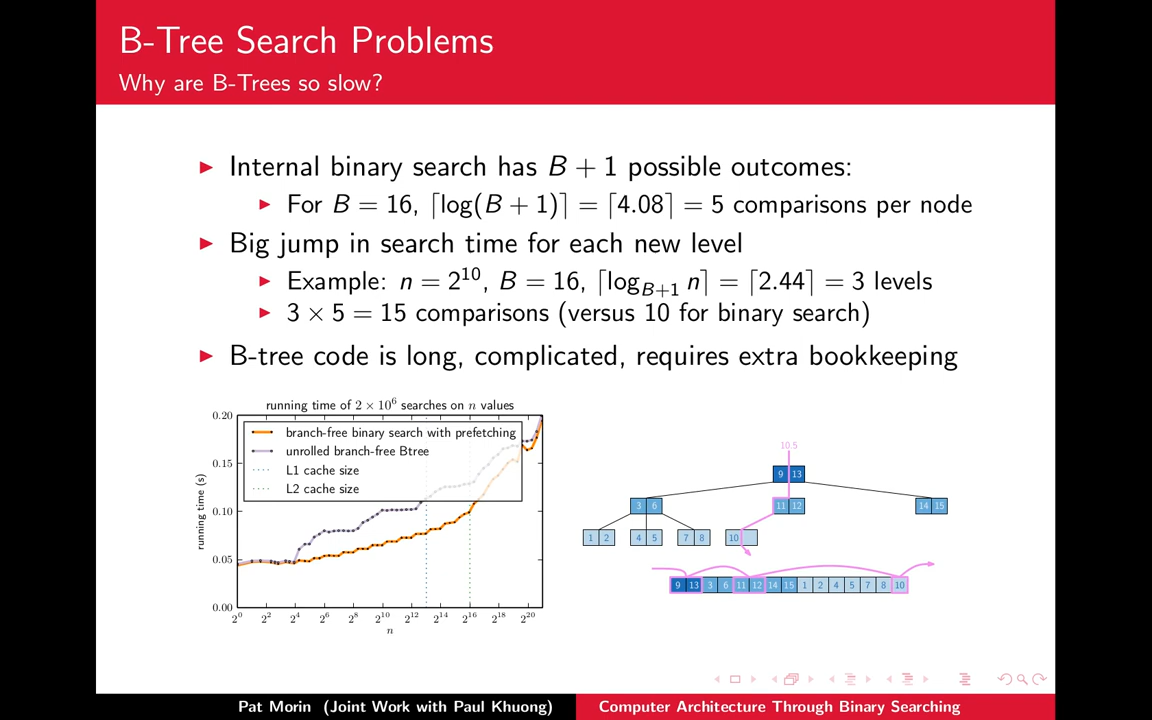 B-Tree Search Problems
Why are B-Trees so slow?
Internal binary search has B + 1 possible outcomes:
For B = 16, ⌈log(B + 1)⌉ = ⌈4.08⌉ = 5 comparisons per node
Big jump in search time for each new level
Example: n = 2^10, B = 16, ⌈log_{B+1} n⌉ = ⌈2.44⌉ = 3 levels
3 × 5 = 15 comparisons (versus 10 for binary search)
B-tree code is long, complicated, requires extra bookkeeping
running time of 2 × 10^6 searches on n values
running time (s)
0.20
0.15
0.10
0.05
0.00
branch-free binary search with prefetching
unrolled branch-free Btree
L1 cache size
L2 cache size
2^0 2^2 2^4 2^6 2^8 2^10 2^12 2^14 2^16 2^18 2^20
n
10.5
9 13
3 6 11 12 14 15
1 2 4 5 7 8 10
9 13 3 6 11 12 14 15 1 2 4 5 7 8 10
Pat Morin (Joint Work with Paul Khuong) Computer Architecture Through Binary Searching